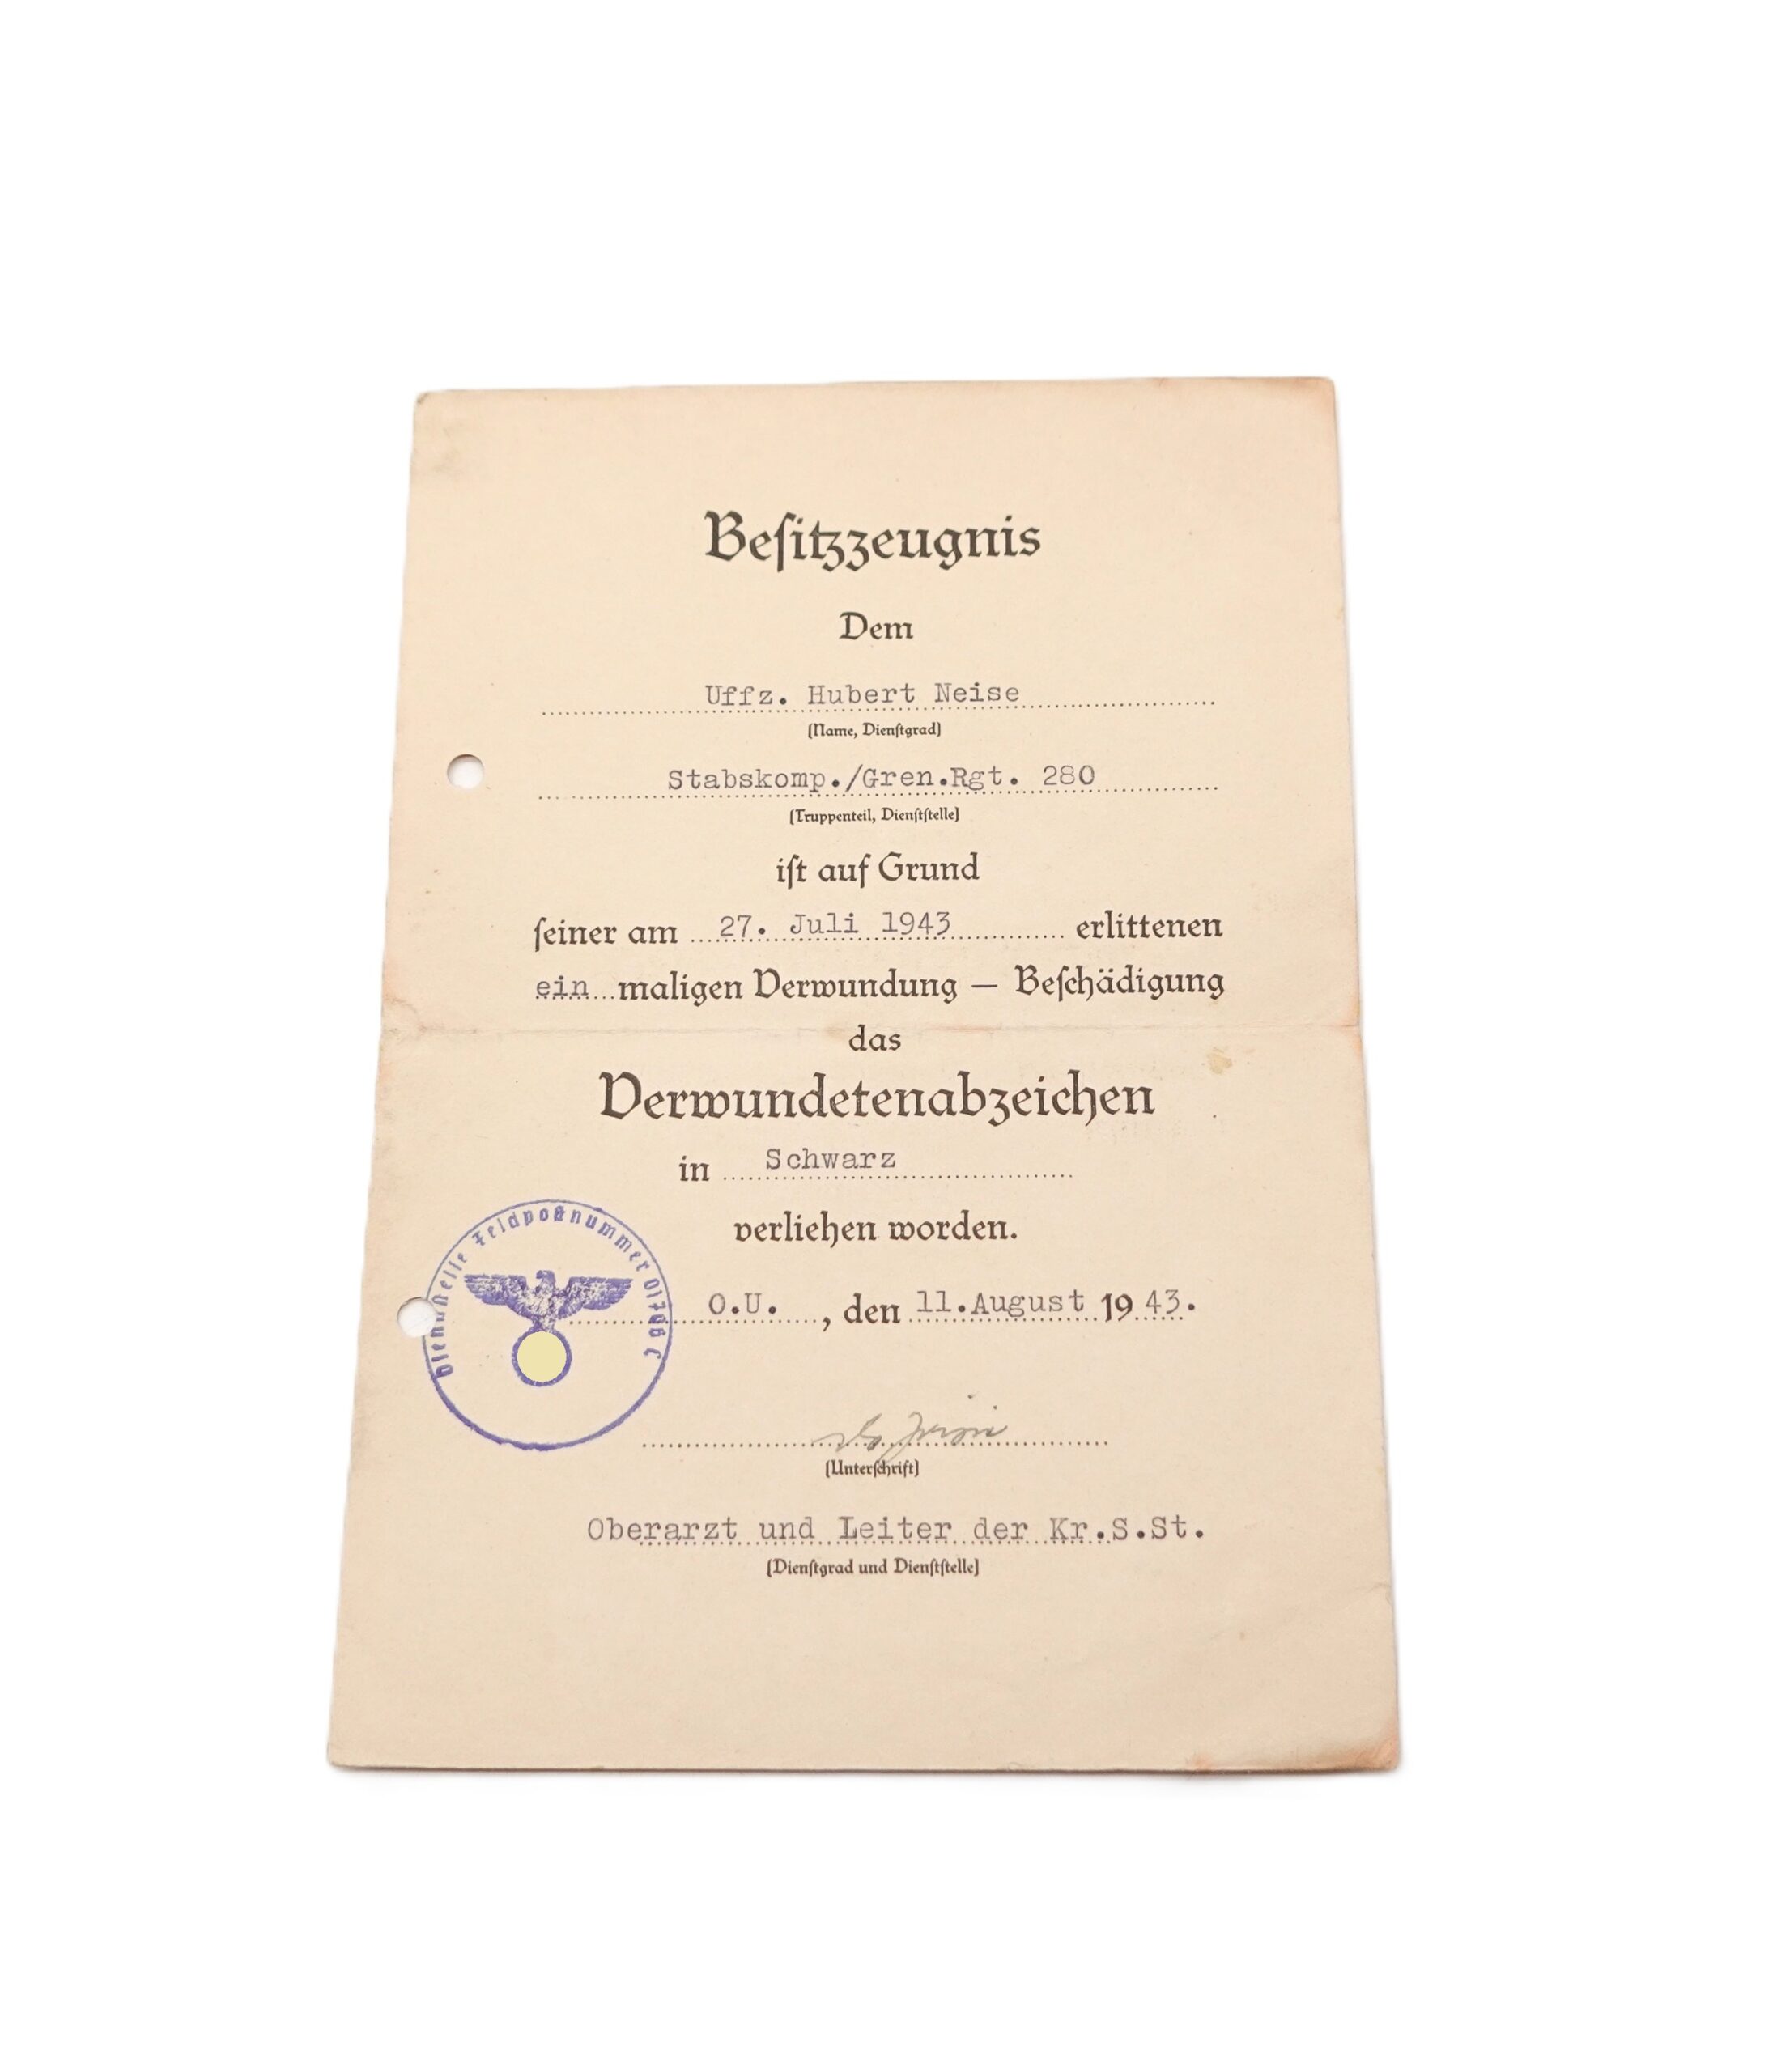 Besitzzeugnis
Dem
Uffz. Hubert Neise
(Name, Dienstgrad)
Stabskomp./Gren.Rgt. 280
(Truppenteil, Dienststelle)
ist auf Grund
seiner am 27. Juli 1943 erlittenen
ein maligen Verwundung – Beschädigung
das
Verwundetenabzeichen
in Schwarz
verliehen worden.
Dienststelle Feldpostnummer
O.U. , den 11.August 1943.
(Unterschrift)
Oberarzt und Leiter der Kr.S.St.
(Dienstgrad und Dienststelle)